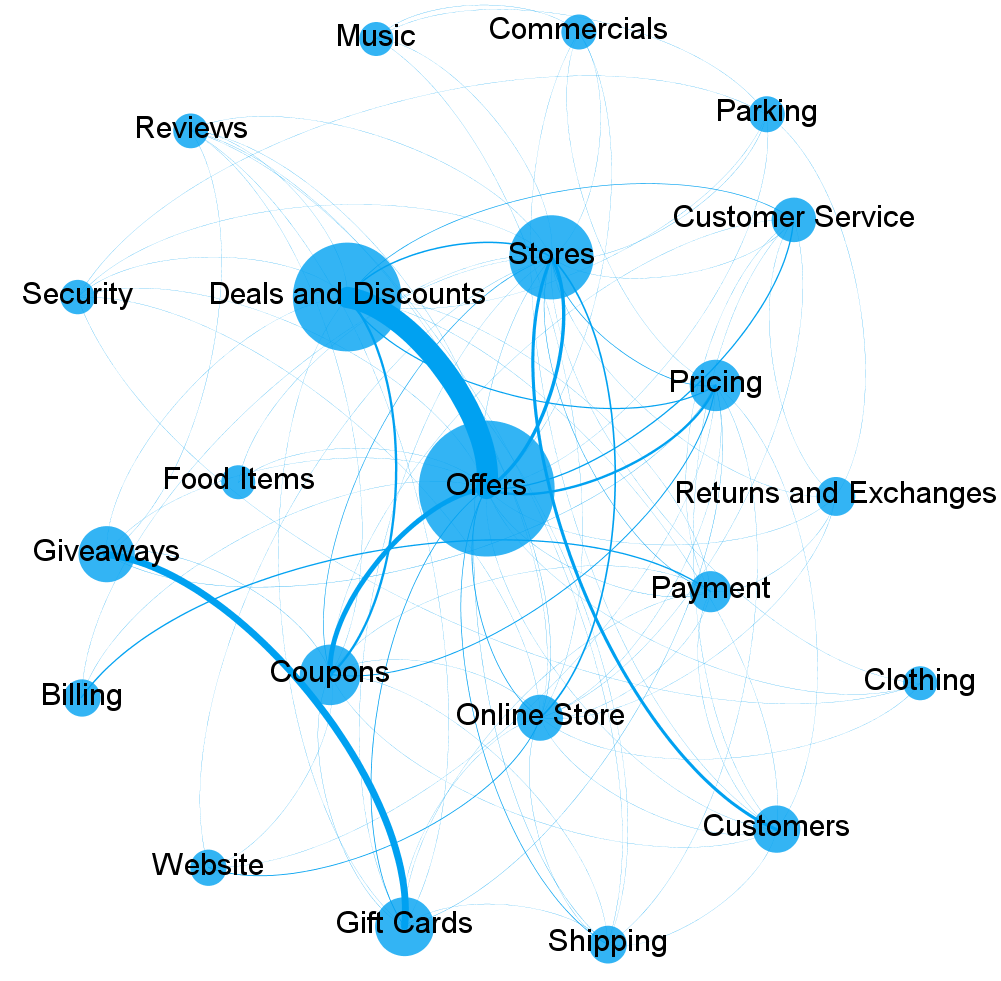 Music
Commercials
Parking
Reviews
Customer Service
Stores
Security
Deals and Discounts
Pricing
Food Items
Offers
Returns and Exchanges
Giveaways
Payment
Coupons
Clothing
Billing
Online Store
Customers
Website
Gift Cards
Shipping